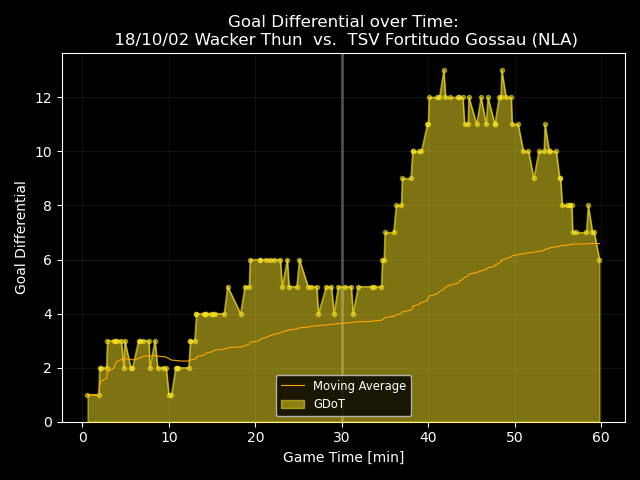 Goal Differential over Time:
18/10/02 Wacker Thun  vs.  TSV Fortitudo Gossau (NLA)
Goal Differential
12
10
8
6
4
2
0
Moving Average
GDoT
0 10 20 30 40 50 60
Game Time [min]